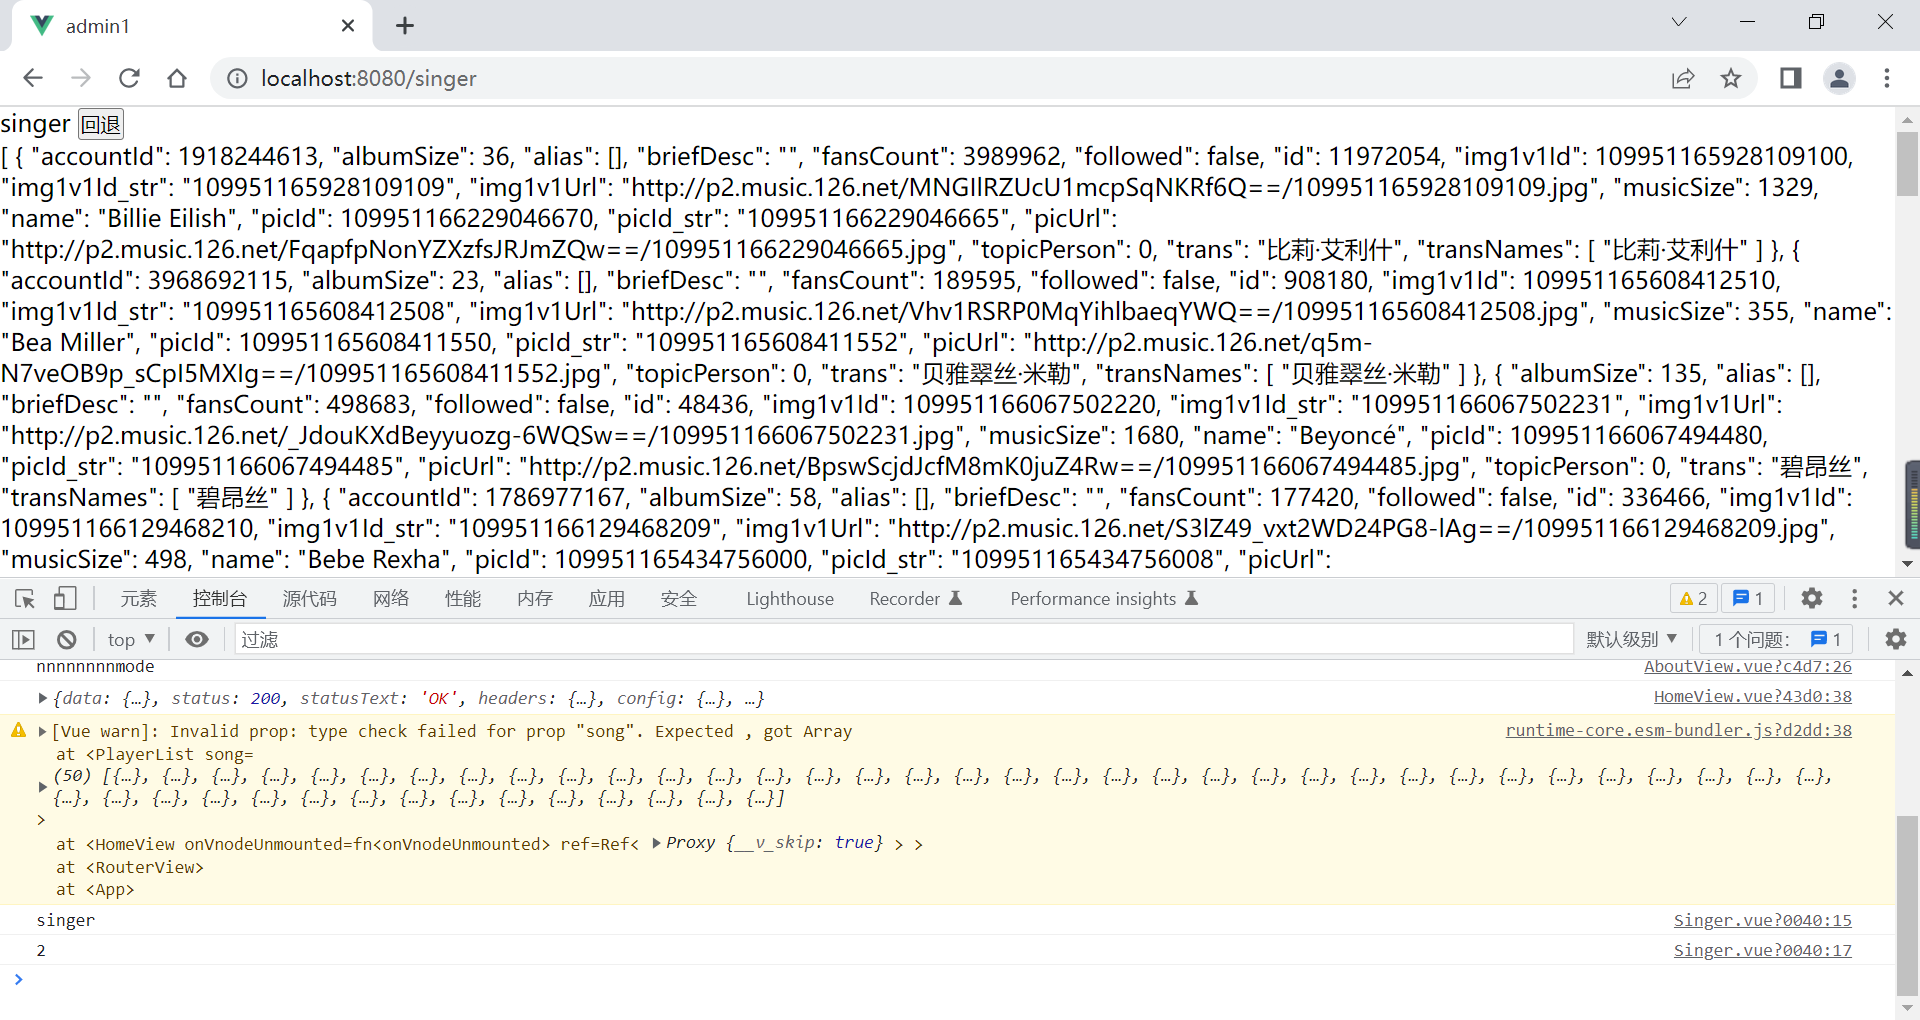 admin1
localhost:8080/singer
singer 回退
[ { "accountId": 1918244613, "albumSize": 36, "alias": [], "briefDesc": "", "fansCount": 3989962, "followed": false, "id": 11972054, "img1v1Id": 109951165928109100,
"img1v1Id_str": "109951165928109109", "img1v1Url": "http://p2.music.126.net/MNGIlRZUcU1mcpSqNKRf6Q==/109951165928109109.jpg", "musicSize": 1329,
"name": "Billie Eilish", "picId": 109951166229046670, "picId_str": "109951166229046665", "picUrl":
"http://p2.music.126.net/FqapfpNonYZXzfsJRJmZQw==/109951166229046665.jpg", "topicPerson": 0, "trans": "比莉·艾利什", "transNames": [ "比莉·艾利什" ] }, {
"accountId": 3968692115, "albumSize": 23, "alias": [], "briefDesc": "", "fansCount": 189595, "followed": false, "id": 908180, "img1v1Id": 109951165608412510,
"img1v1Id_str": "109951165608412508", "img1v1Url": "http://p2.music.126.net/Vhv1RSRP0MqYihlbaeqYWQ==/109951165608412508.jpg", "musicSize": 355, "name":
"Bea Miller", "picId": 109951165608411550, "picId_str": "109951165608411552", "picUrl": "http://p2.music.126.net/q5m-
N7veOB9p_sCpI5MXIg==/109951165608411552.jpg", "topicPerson": 0, "trans": "贝雅翠丝·米勒", "transNames": [ "贝雅翠丝·米勒" ] }, { "albumSize": 135, "alias": [],
"briefDesc": "", "fansCount": 498683, "followed": false, "id": 48436, "img1v1Id": 109951166067502220, "img1v1Id_str": "109951166067502231", "img1v1Url":
"http://p2.music.126.net/_JdouKXdBeyyuozg-6WQSw==/109951166067502231.jpg", "musicSize": 1680, "name": "Beyoncé", "picId": 109951166067494480,
"picId_str": "109951166067494485", "picUrl": "http://p2.music.126.net/BpswScjdJcfM8mK0juZ4Rw==/109951166067494485.jpg", "topicPerson": 0, "trans": "碧昂丝",
"transNames": [ "碧昂丝" ] }, { "accountId": 1786977167, "albumSize": 58, "alias": [], "briefDesc": "", "fansCount": 177420, "followed": false, "id": 336466, "img1v1Id":
109951166129468210, "img1v1Id_str": "109951166129468209", "img1v1Url": "http://p2.music.126.net/S3lZ49_vxt2WD24PG8-lAg==/109951166129468209.jpg",
"musicSize": 498, "name": "Bebe Rexha", "picId": 109951165434756000, "picId_str": "109951165434756008", "picUrl":
元素 控制台 源代码 网络 性能 内存 应用 安全 Lighthouse Recorder Performance insights 2 1
top 过滤 默认级别 1 个问题: 1
nnnnnnnnmode AboutView.vue?c4d7:26
{data: {…}, status: 200, statusText: 'OK', headers: {…}, config: {…}, …} HomeView.vue?43d0:38
[Vue warn]: Invalid prop: type check failed for prop "song". Expected , got Array runtime-core.esm-bundler.js?d2dd:38
at <PlayerList song=
(50) [{…}, {…}, {…}, {…}, {…}, {…}, {…}, {…}, {…}, {…}, {…}, {…}, {…}, {…}, {…}, {…}, {…}, {…}, {…}, {…}, {…}, {…}, {…}, {…}, {…}, {…}, {…}, {…}, {…}, {…}, {…}, {…}, {…}, {…}, {…},
{…}, {…}, {…}, {…}, {…}, {…}, {…}, {…}, {…}, {…}, {…}, {…}, {…}, {…}, {…}]
>
at <HomeView onVnodeUnmounted=fn<onVnodeUnmounted> ref=Ref< Proxy {__v_skip: true} > >
at <RouterView>
at <App>
singer Singer.vue?0040:15
2 Singer.vue?0040:17